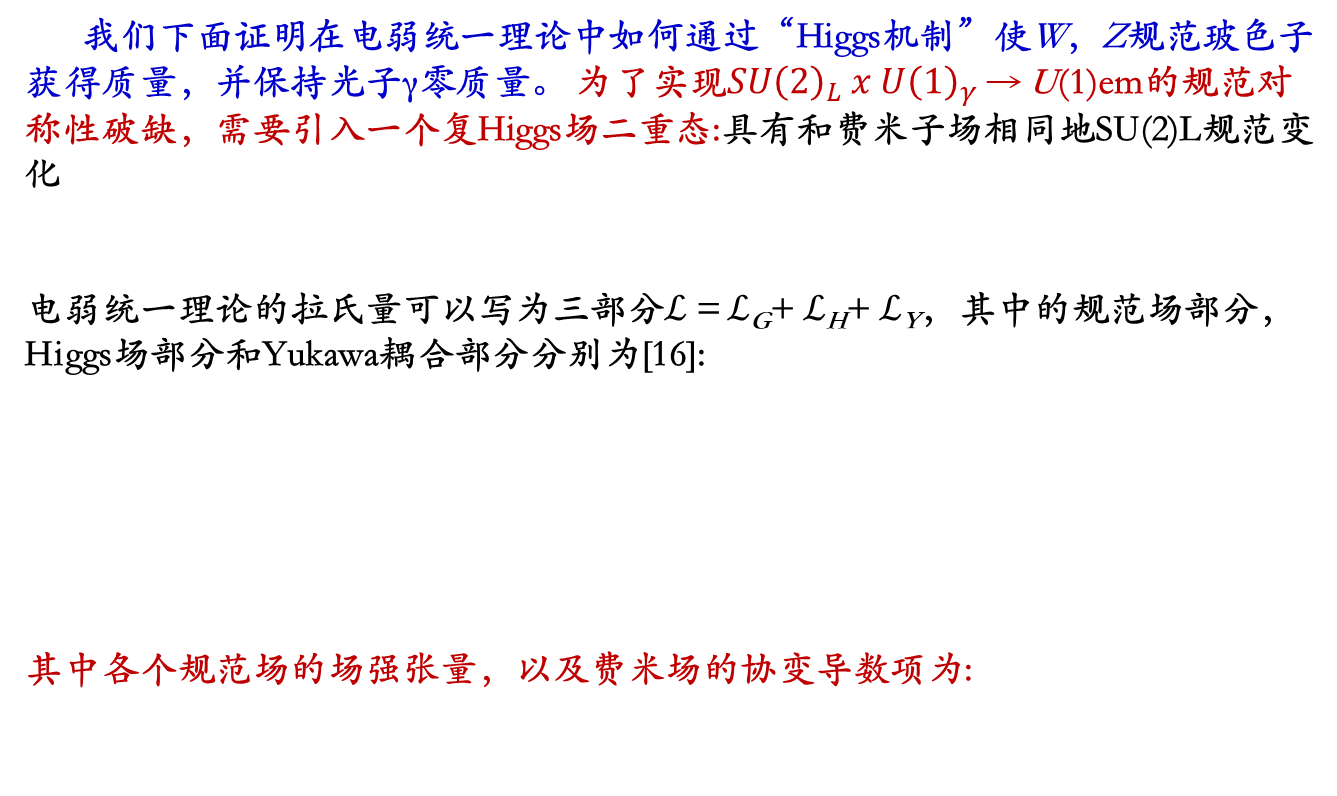 我们下面证明在电弱统一理论中如何通过“Higgs机制”使W，Z规范玻色子
获得质量，并保持光子γ零质量。 为了实现SU(2)_L x U(1)_γ → U(1)em的规范对
称性破缺，需要引入一个复Higgs场二重态:具有和费米子场相同地SU(2)L规范变
化
电弱统一理论的拉氏量可以写为三部分ℒ = ℒ_G+ ℒ_H+ ℒ_Y，其中的规范场部分，
Higgs场部分和Yukawa耦合部分分别为[16]:
其中各个规范场的场强张量，以及费米场的协变导数项为: